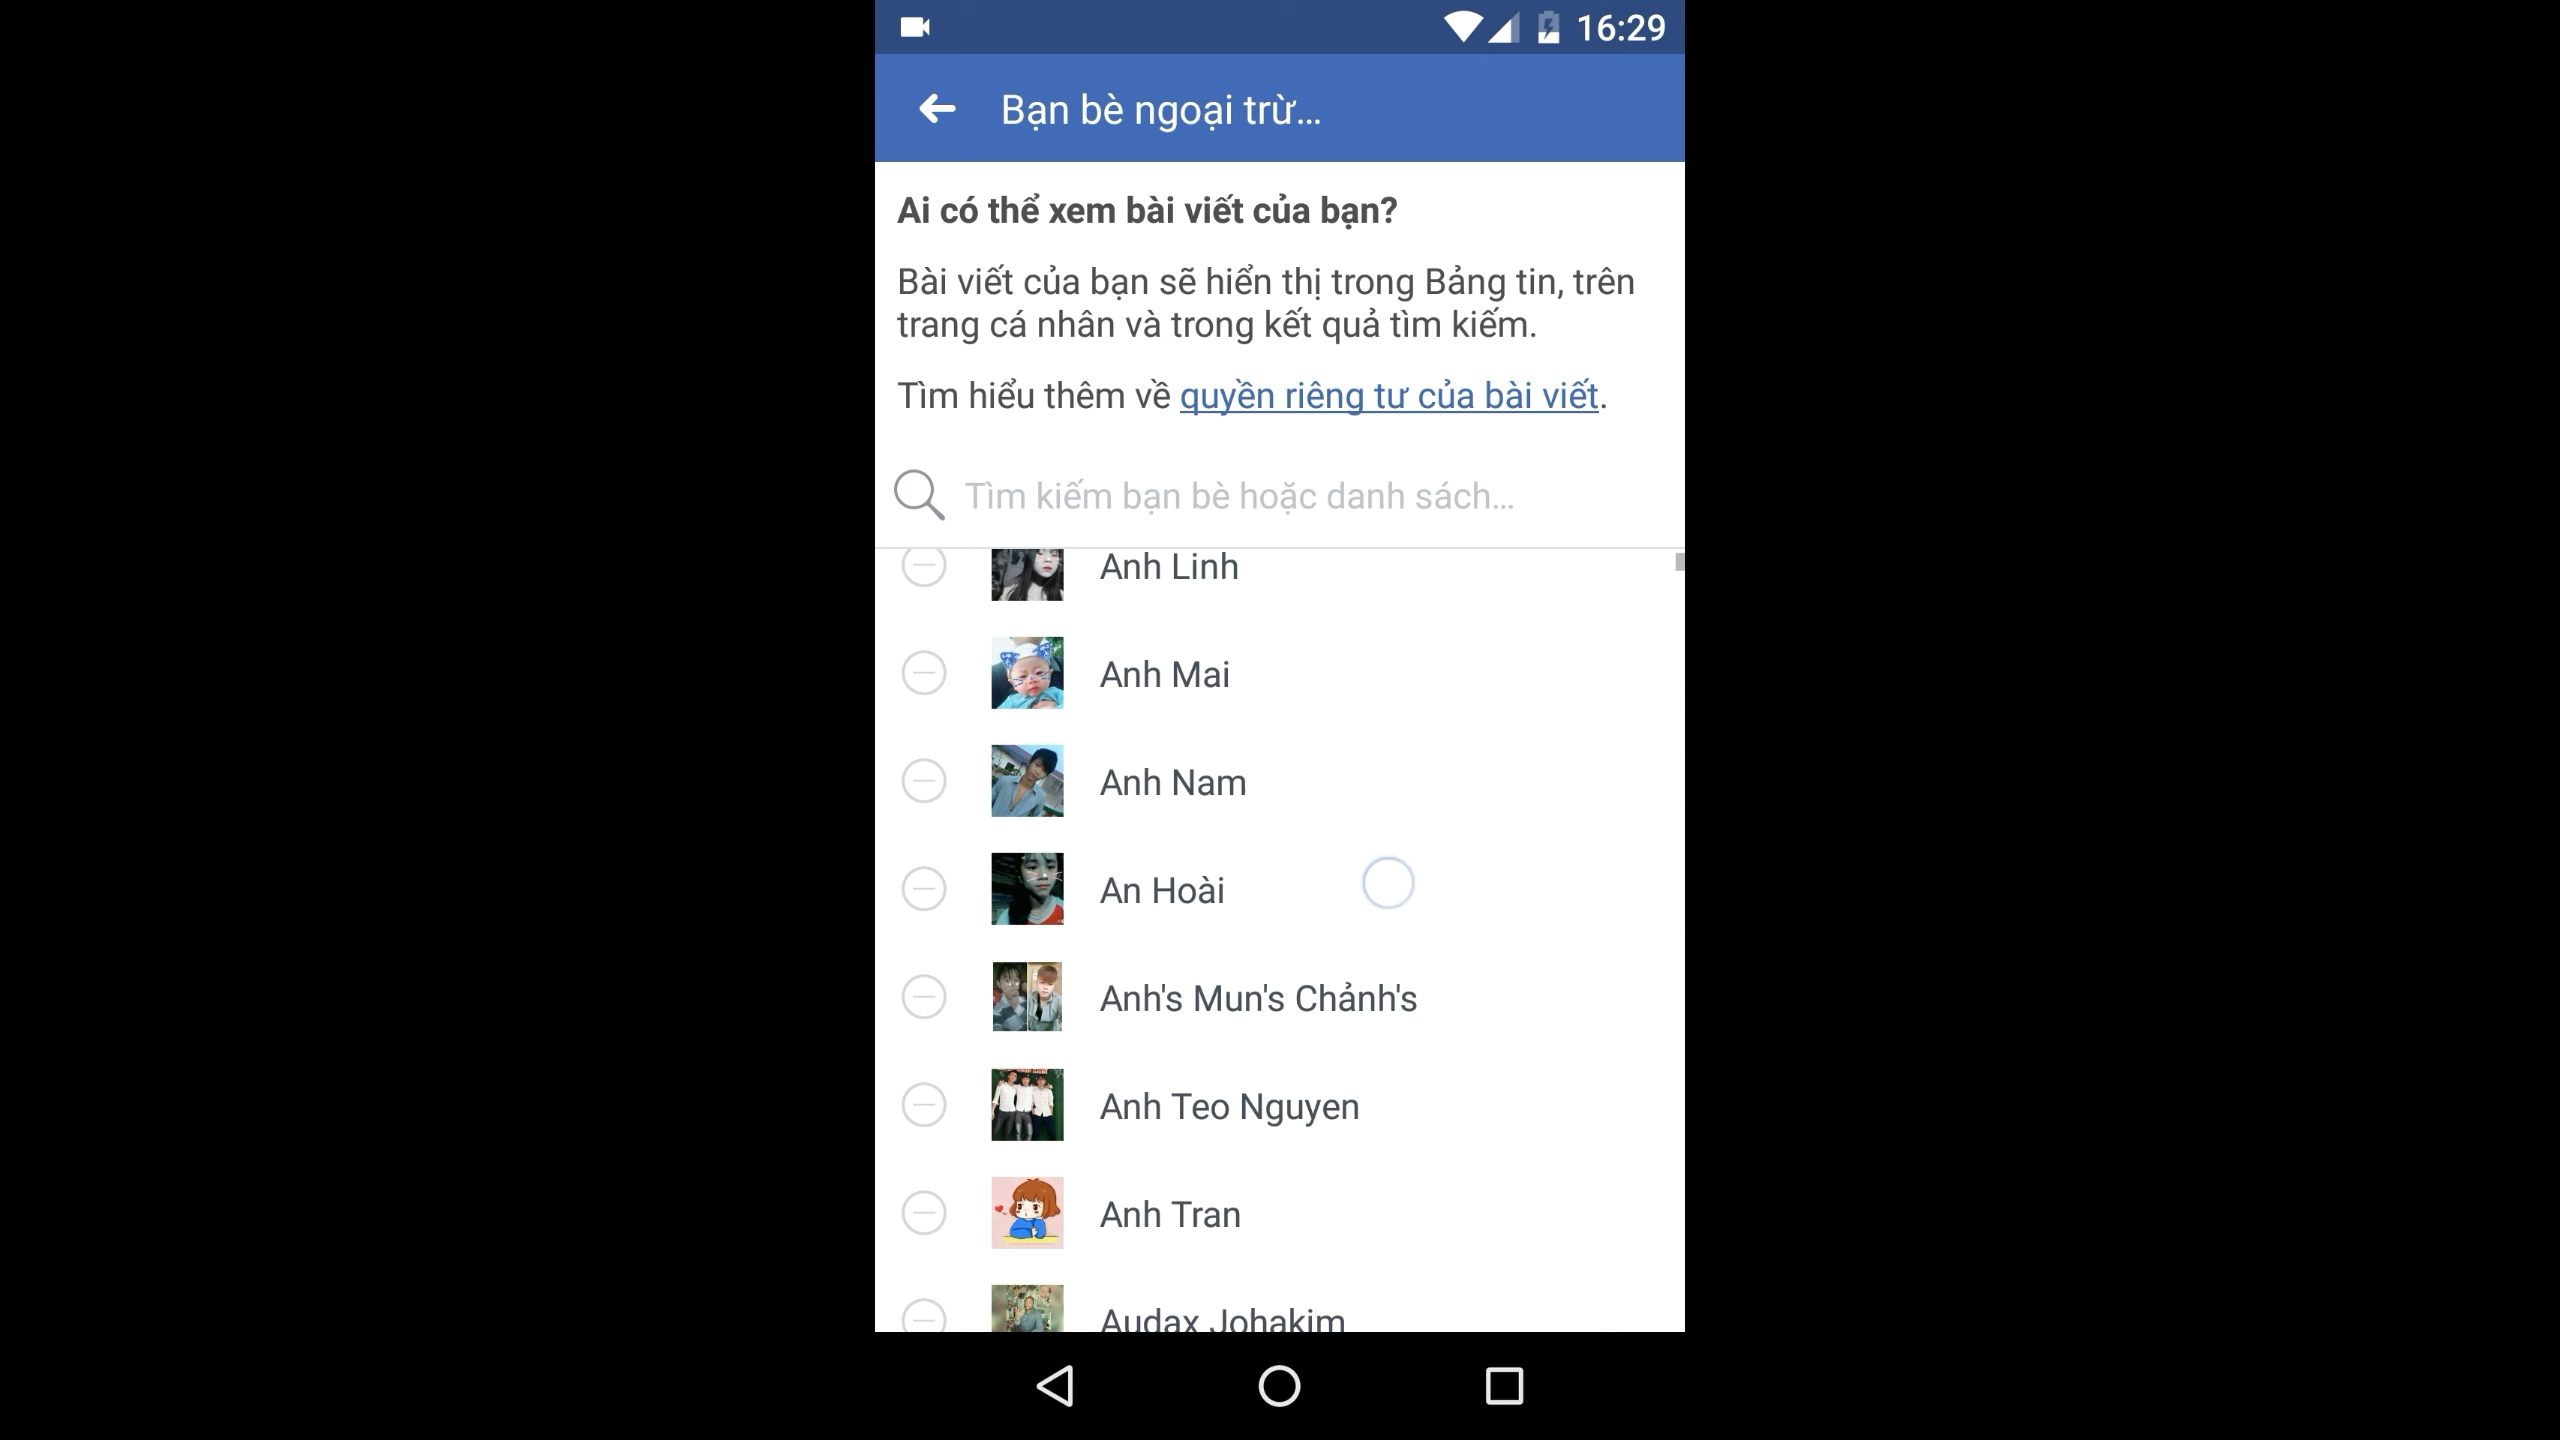 16:29
Bạn bè ngoại trừ...
Ai có thể xem bài viết của bạn?
Bài viết của bạn sẽ hiển thị trong Bảng tin, trên
trang cá nhân và trong kết quả tìm kiếm.
Tìm hiểu thêm về quyền riêng tư của bài viết.
Tìm kiếm bạn bè hoặc danh sách...
Anh Linh
Anh Mai
Anh Nam
An Hoài
Anh's Mun's Chảnh's
Anh Teo Nguyen
Anh Tran
Audax Johakim